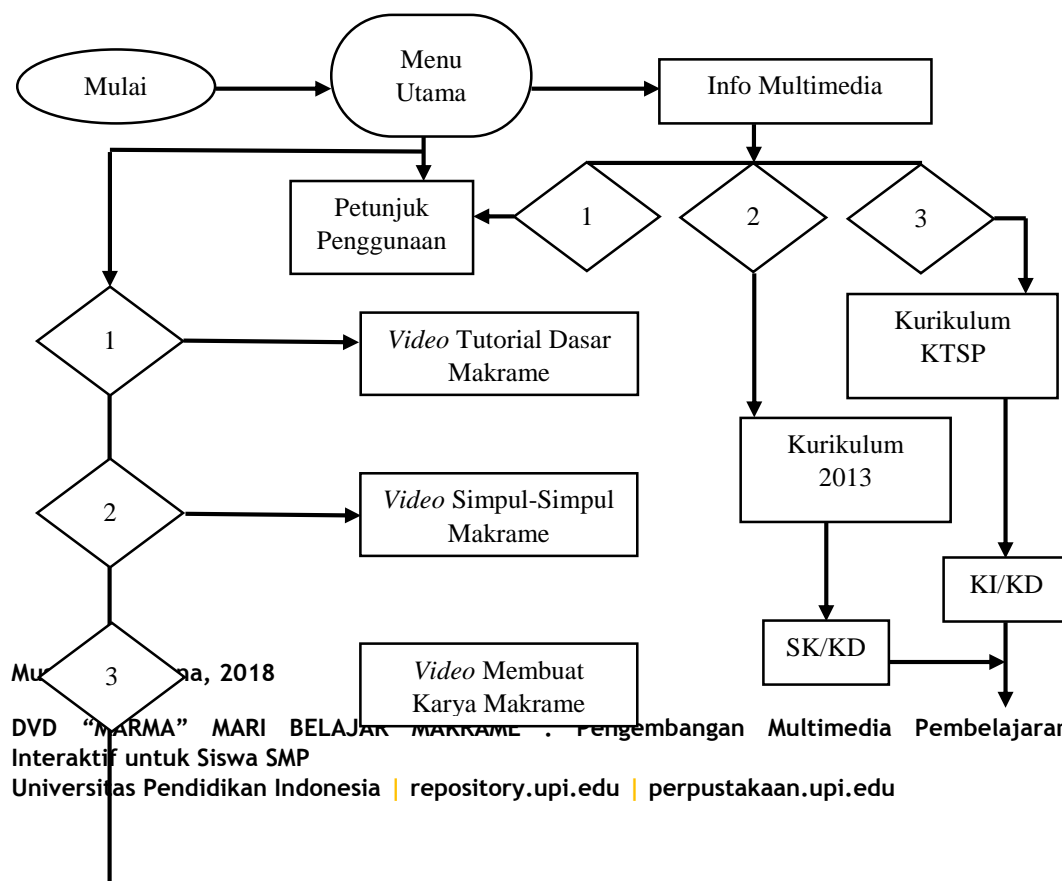 Mulai
Menu
Utama
Info Multimedia
Petunjuk
Penggunaan
1
2
3
1
Video Tutorial Dasar
Makrame
Kurikulum
KTSP
Kurikulum
2013
2
Video Simpul-Simpul
Makrame
KI/KD
SK/KD
3
Video Membuat
Karya Makrame
2018
DVD “MARMA” MARI BELAJAR MAKRAME : Pengembangan Multimedia Pembelajaran
Interaktif untuk Siswa SMP
Universitas Pendidikan Indonesia | repository.upi.edu | perpustakaan.upi.edu